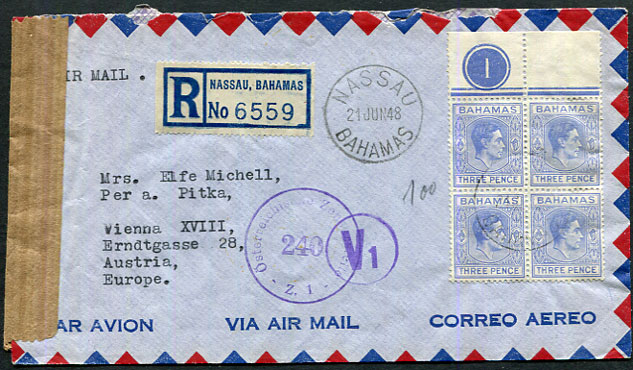 IR MAIL .
R
NASSAU, BAHAMAS
No 6559
NASSAU
21 JUN 48
BAHAMAS
1
BAHAMAS
THREE PENCE
BAHAMAS
THREE PENCE
BAHAMAS
THREE PENCE
BAHAMAS
THREE PENCE
Mrs. Elfe Michell,
Per a. Pitka,
Vienna XVIII,
Erndtgasse 28,
Austria,
Europe.
100
240
- Z. 1 -
V1
AR AVION
VIA AIR MAIL
CORREO AEREO